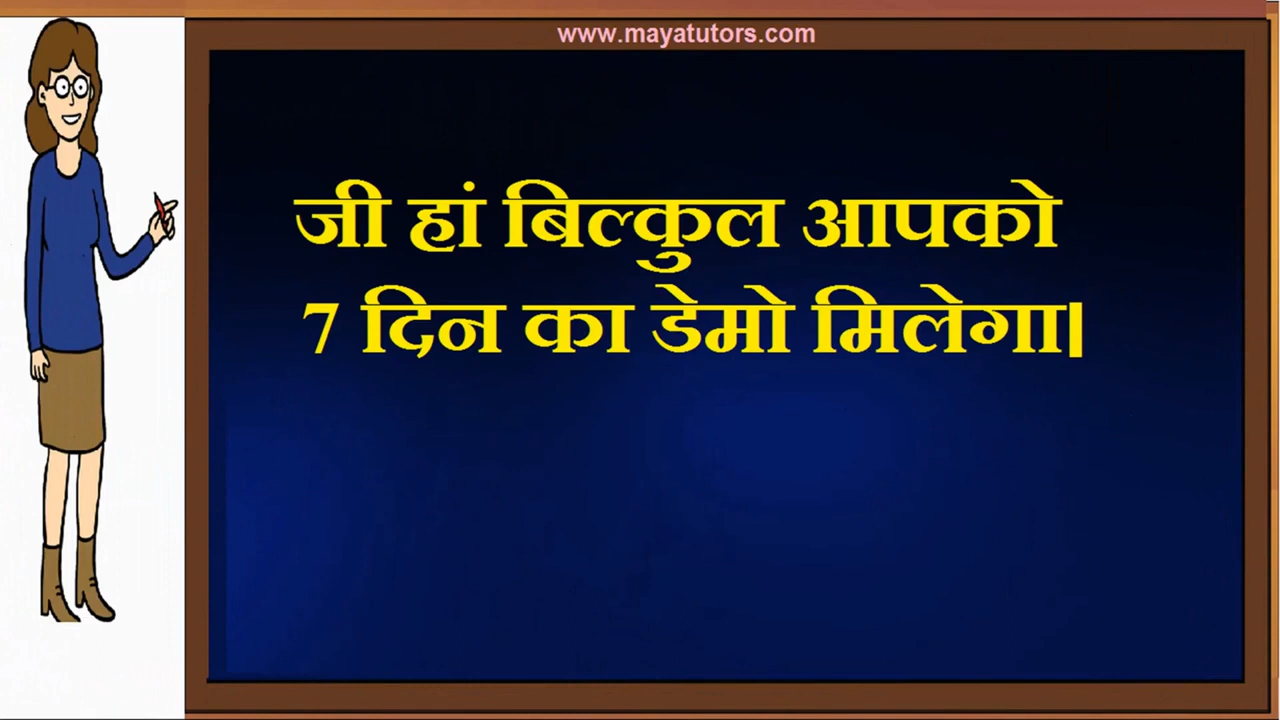 www.mayatutors.com
जी हां बिल्कुल आपको
7 दिन का डेमो मिलेगा।